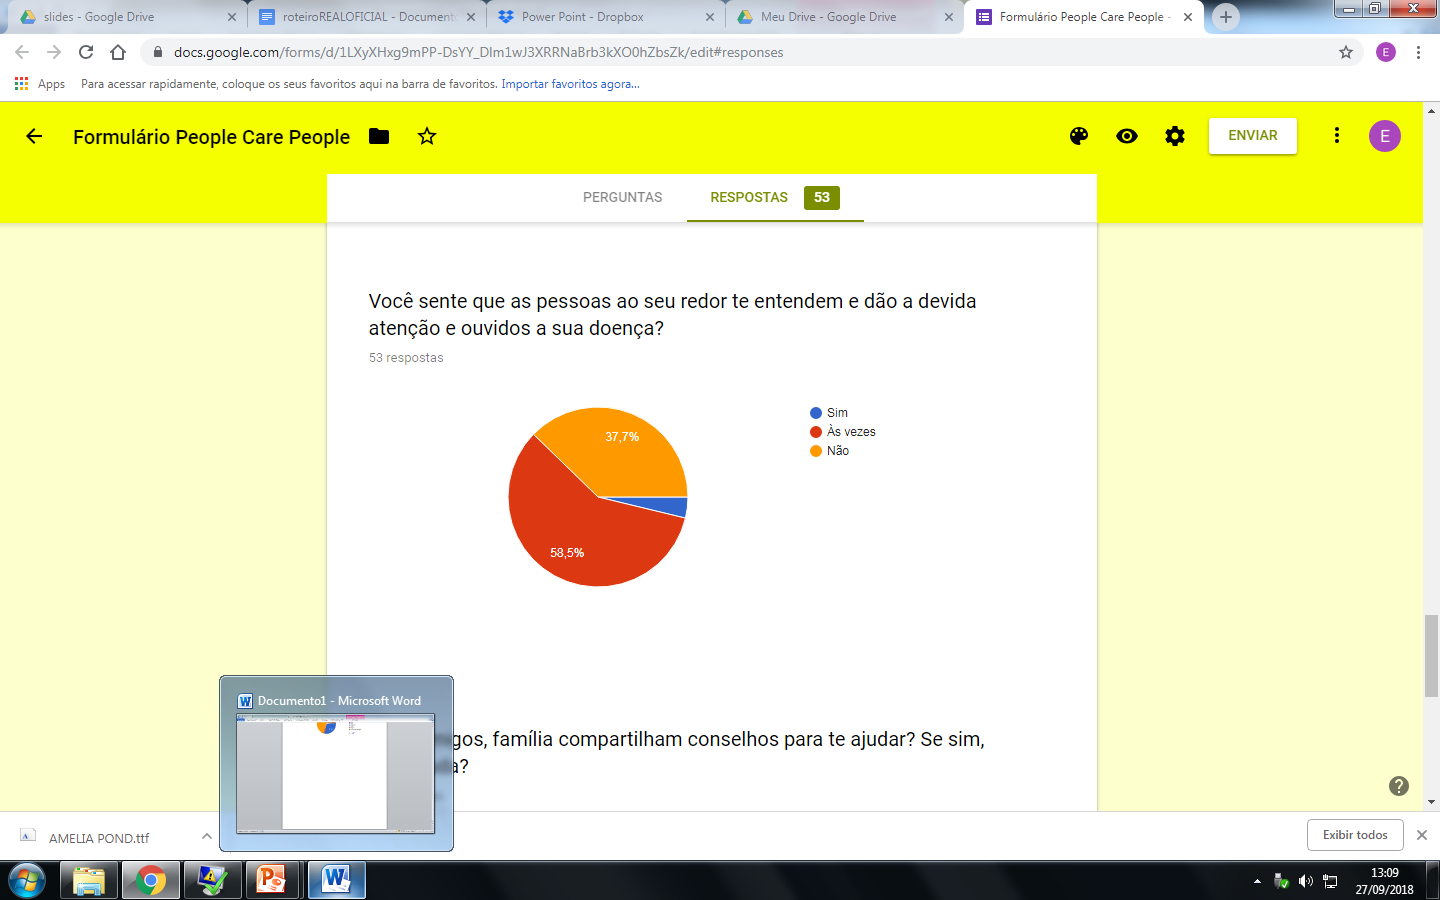 slides - Google Drive
roteiroREALOFICIAL - Document
Power Point - Dropbox
Meu Drive - Google Drive
Formulário People Care People -
docs.google.com/forms/d/1LXyXHxg9mPP-DsYY_Dlm1wJ3XRRNaBrb3kXO0hZbsZk/edit#responses
E
Apps
Para acessar rapidamente, coloque os seus favoritos aqui na barra de favoritos. Importar favoritos agora...
Formulário People Care People
ENVIAR
E
PERGUNTAS
RESPOSTAS 53
Você sente que as pessoas ao seu redor te entendem e dão a devida
atenção e ouvidos a sua doença?
53 respostas
Sim
Às vezes
Não
37,7%
58,5%
Documento1 - Microsoft Word
gos, família compartilham conselhos para te ajudar? Se sim,
a?
AMELIA POND.ttf
Exibir todos
13:09
27/09/2018